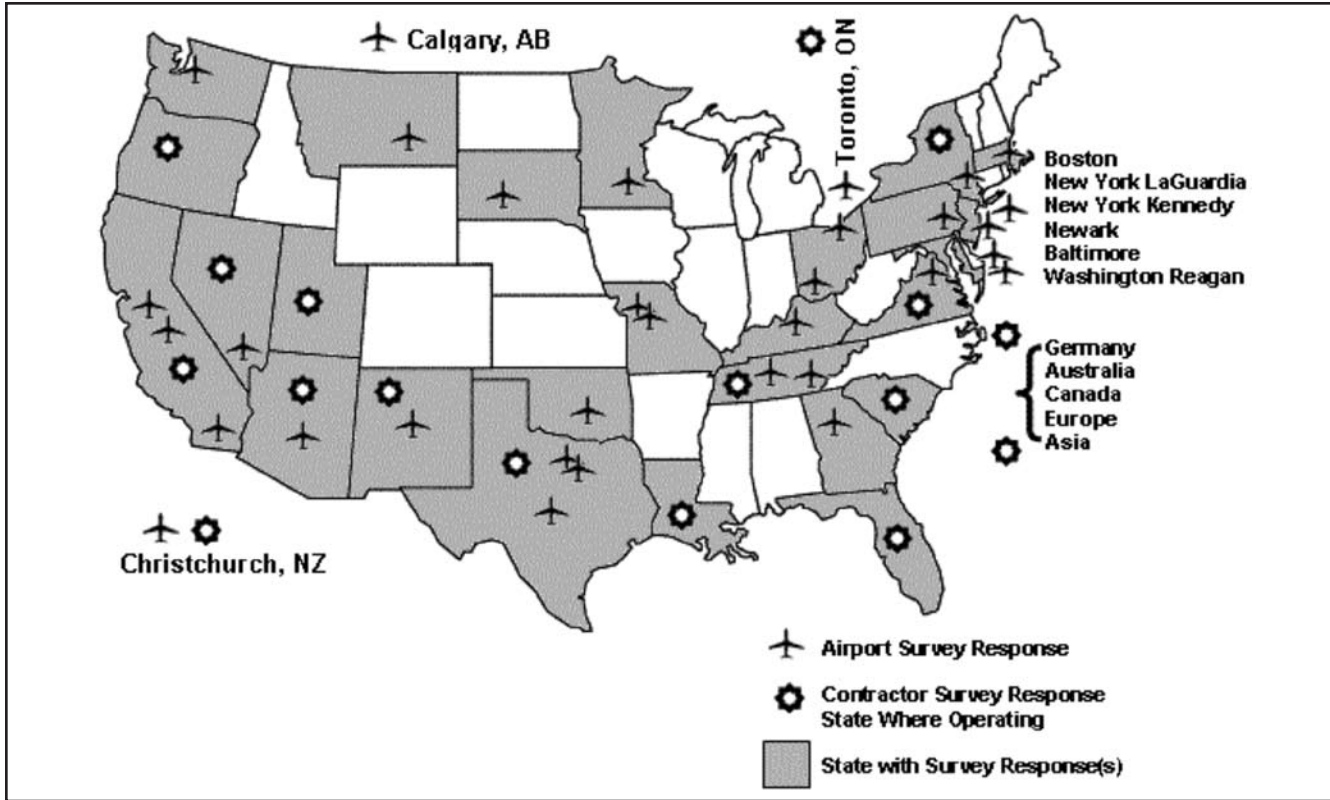 Calgary, AB
Toronto, ON
Boston
New York LaGuardia
New York Kennedy
Newark
Baltimore
Washington Reagan
Germany
Australia
Canada
Europe
Asia
Christchurch, NZ
Airport Survey Response
Contractor Survey Response
State Where Operating
State with Survey Response(s)